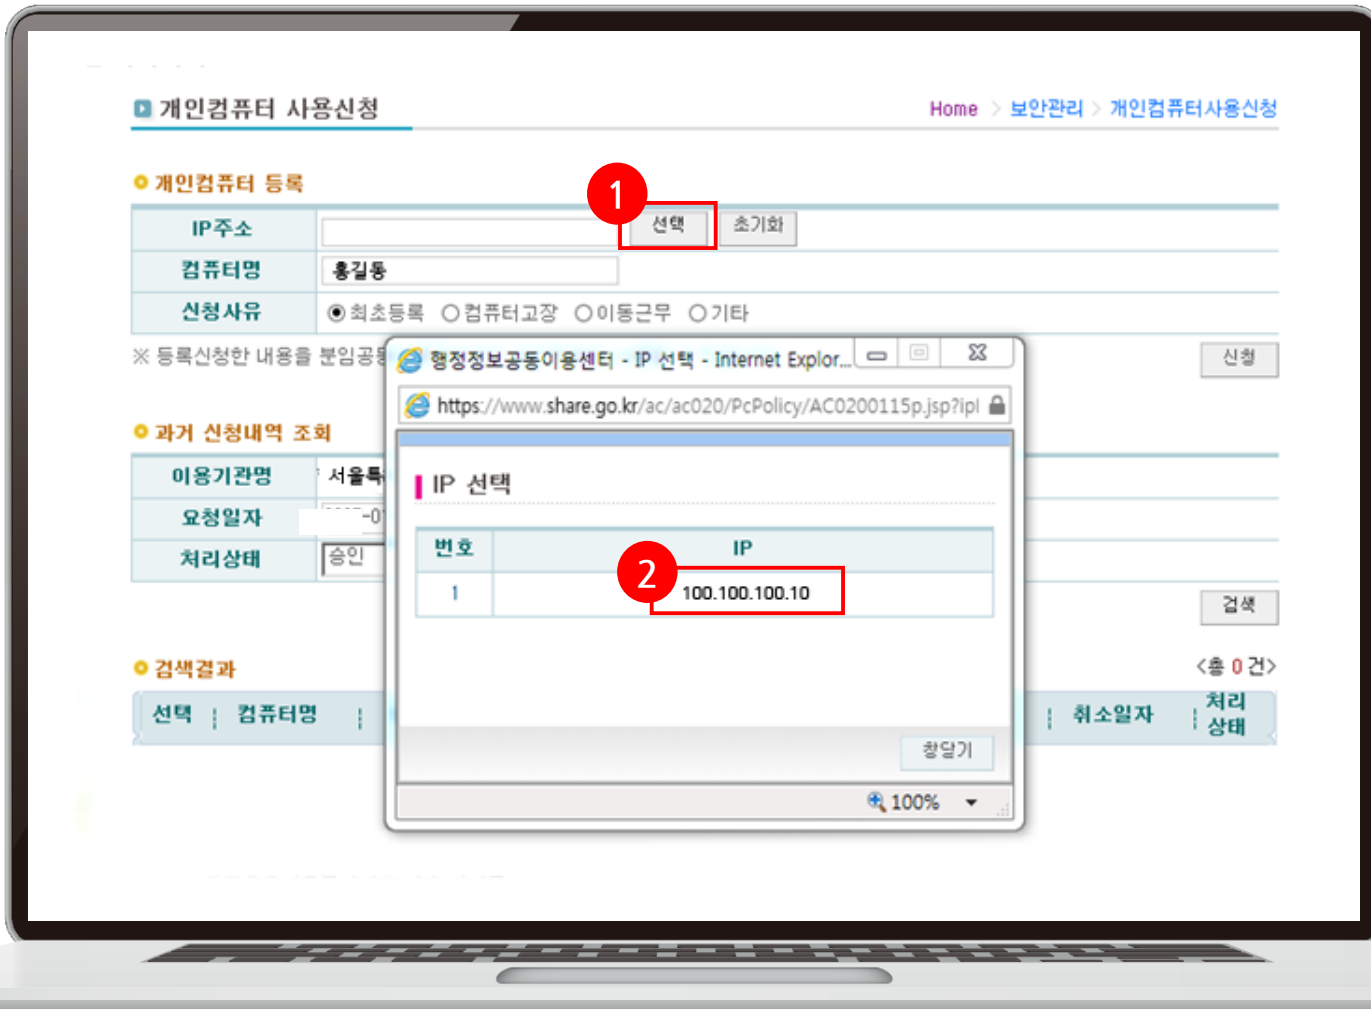 개인컴퓨터 사용신청
Home > 보안관리 > 개인컴퓨터사용신청
개인컴퓨터 등록
1
IP주소 선택 초기화
컴퓨터명 홍길동
신청사유 최초등록 컴퓨터고장 이동근무 기타
※ 등록신청한 내용을 분임공동
신청
행정정보공동이용센터 - IP 선택 - Internet Explor...
https://www.share.go.kr/ac/ac020/PcPolicy/AC0200115p.jsp?ipl
과거 신청내역 조회
이용기관명 서울특
요청일자
처리상태 승인
IP 선택
번호 IP
2
1 100.100.100.10
검색
검색결과
<총 0 건>
선택 컴퓨터명 취소일자 처리상태
창닫기
100%